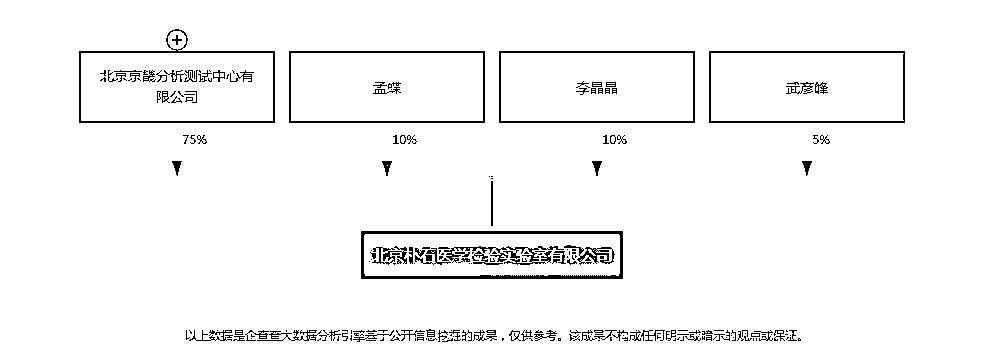 北京京髋分析测试中心有
限公司
孟蝶
李晶晶
武彦峰
75%
10%
10%
5%
北京朴石医学检验实验室有限公司
以上数据是企查查大数据分析引擎基于公开信息挖掘的成果，仅供参考。该成果不构成任何明示或暗示的观点或保证。